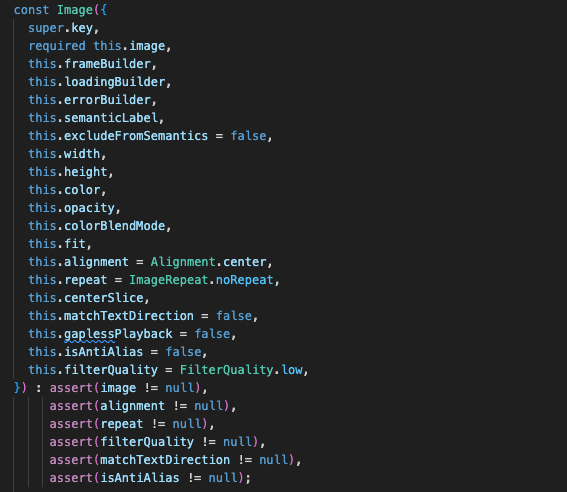 const Image({
  super.key,
  required this.image,
  this.frameBuilder,
  this.loadingBuilder,
  this.errorBuilder,
  this.semanticLabel,
  this.excludeFromSemantics = false,
  this.width,
  this.height,
  this.color,
  this.opacity,
  this.colorBlendMode,
  this.fit,
  this.alignment = Alignment.center,
  this.repeat = ImageRepeat.noRepeat,
  this.centerSlice,
  this.matchTextDirection = false,
  this.gaplessPlayback = false,
  this.isAntiAlias = false,
  this.filterQuality = FilterQuality.low,
}) : assert(image != null),
     assert(alignment != null),
     assert(repeat != null),
     assert(filterQuality != null),
     assert(matchTextDirection != null),
     assert(isAntiAlias != null);